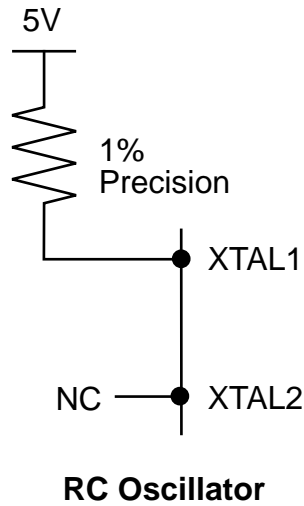 5V
1%
Precision
XTAL1
NC
XTAL2
RC Oscillator